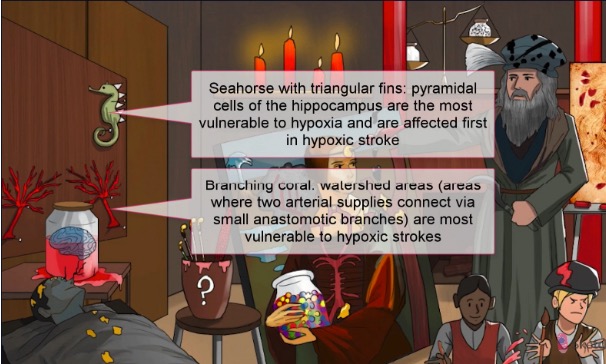 Seahorse with triangular fins: pyramidal
cells of the hippocampus are the most
vulnerable to hypoxia and are affected first
in hypoxic stroke
Branching coral: watershed areas (areas
where two arterial supplies connect via
small anastomotic branches) are most
vulnerable to hypoxic strokes
?